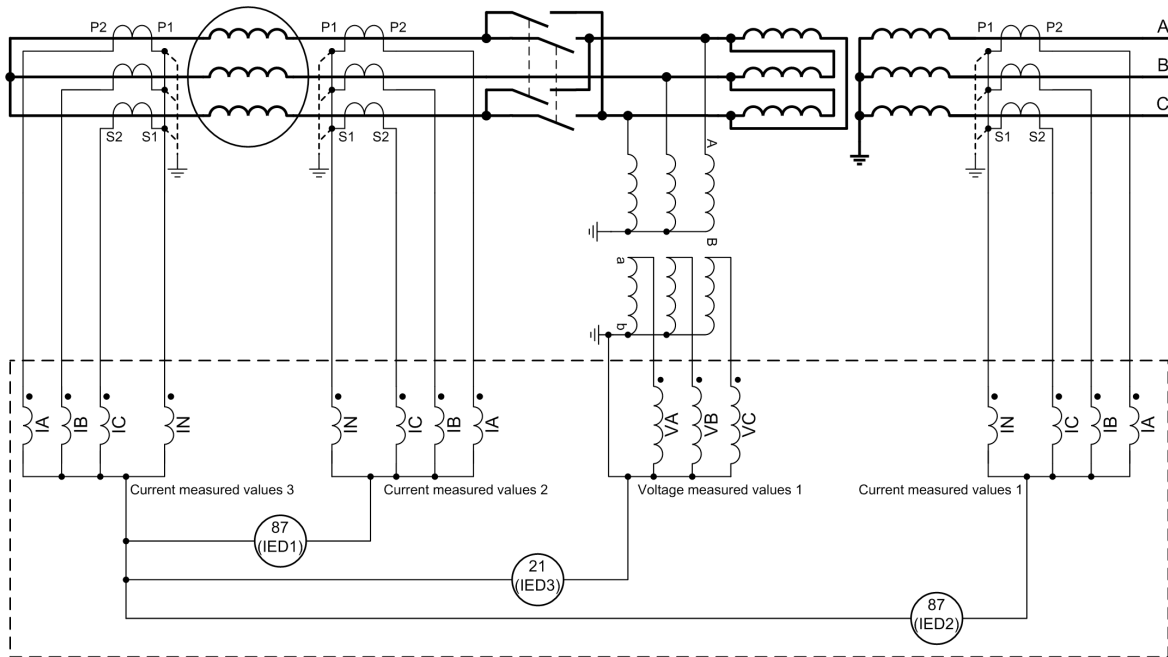 P2 P1 P1 P2 P1 P2 A
B
C
S2 S1 S1 S2 S1 S2
A
B
a
b
IA IB IC IN IN IC IB IA VA VB VC IN IC IB IA
Current measured values 3 Current measured values 2 Voltage measured values 1 Current measured values 1
87
(IED1)
21
(IED3)
87
(IED2)